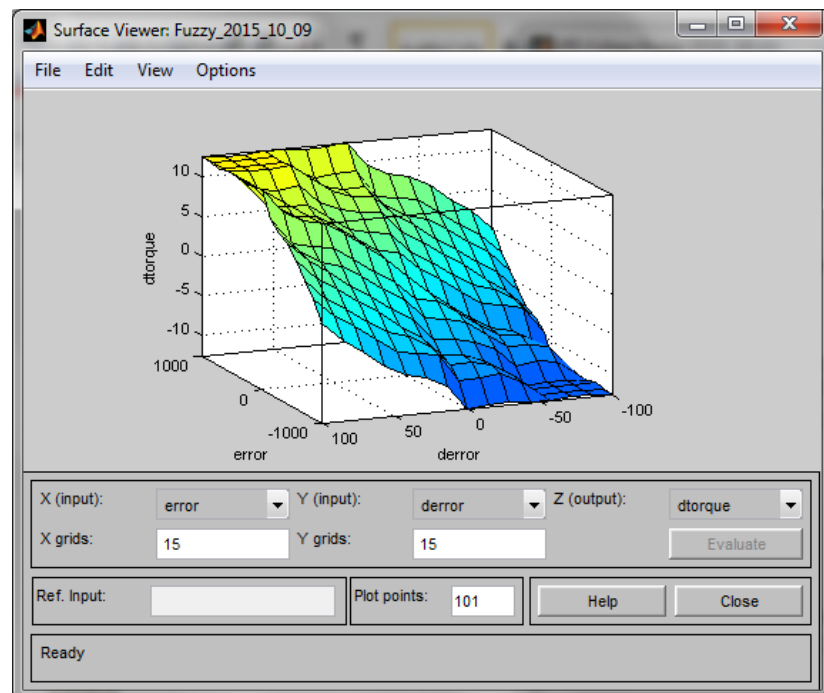 Surface Viewer: Fuzzy_2015_10_09
File Edit View Options
10
5
0
-5
-10
dtorque
1000
0
-1000
error
100
50
0
-50
-100
derror
X (input): error Y (input): derror Z (output): dtorque
X grids: 15 Y grids: 15 Evaluate
Ref. Input: Plot points: 101 Help Close
Ready